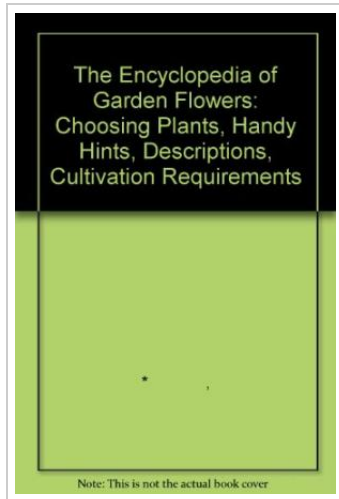 The Encyclopedia of
Garden Flowers:
Choosing Plants, Handy
Hints, Descriptions,
Cultivation Requirements
* ,
Note: This is not the actual book cover